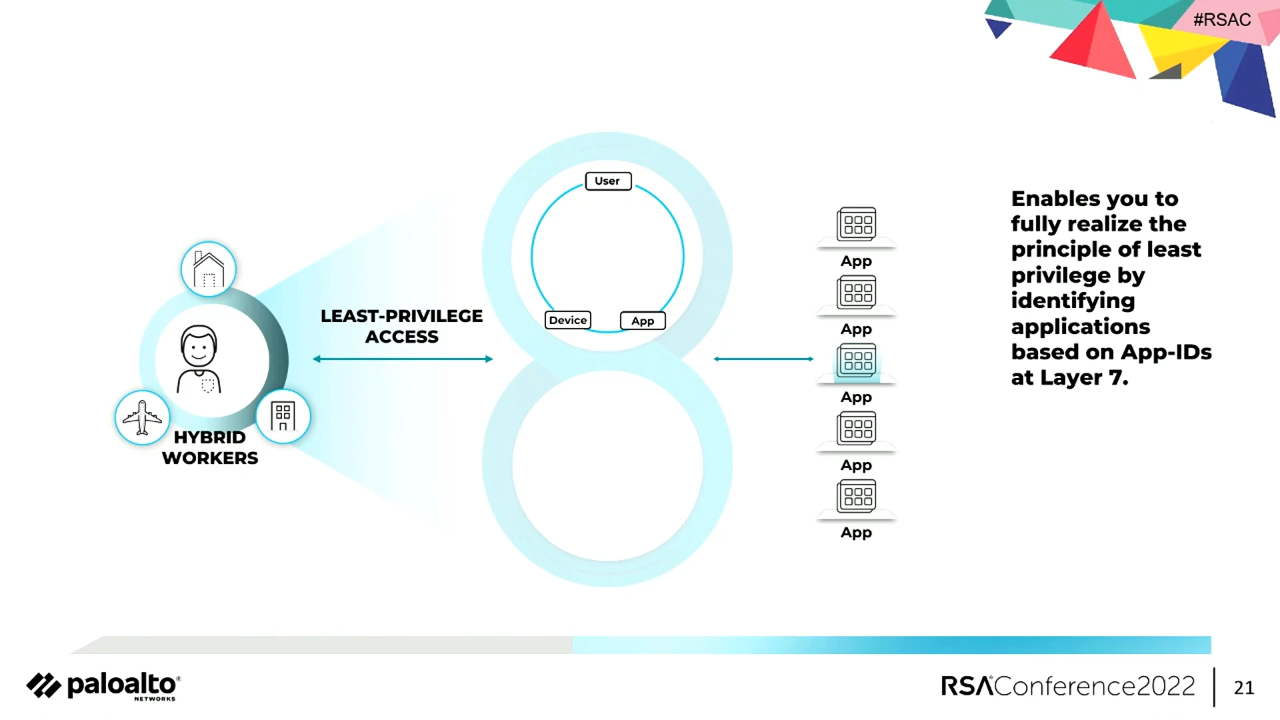 #RSAC
User
Device
App
LEAST-PRIVILEGE
ACCESS
HYBRID
WORKERS
App
App
App
App
App
Enables you to
fully realize the
principle of least
privilege by
identifying
applications
based on App-IDs
at Layer 7.
paloalto
NETWORKS
RSAConference2022
21